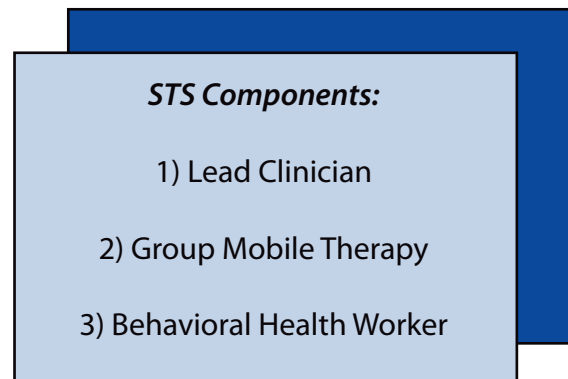 STS Components:
1) Lead Clinician
2) Group Mobile Therapy
3) Behavioral Health Worker